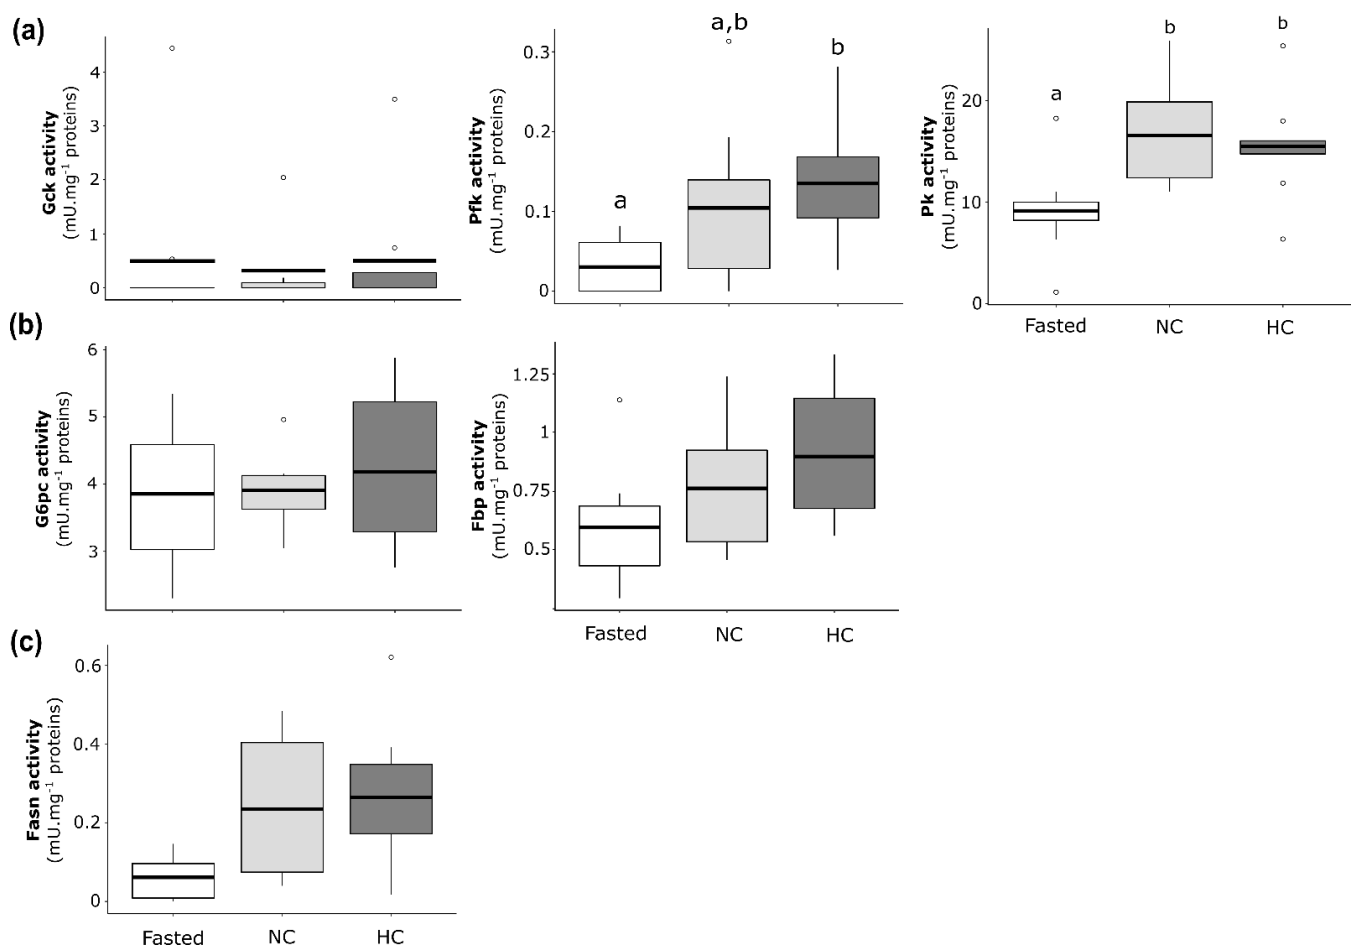 (a)
Gck activity
(mU.mg⁻¹ proteins)
4
3
2
1
0
Pfk activity
(mU.mg⁻¹ proteins)
0.3
0.2
0.1
0
a
a,b
b
Pk activity
(mU.mg⁻¹ proteins)
20
10
0
a
b
b
Fasted NC HC
(b)
G6pc activity
(mU.mg⁻¹ proteins)
6
5
4
3
Fbp activity
(mU.mg⁻¹ proteins)
1.25
1
0.75
0.5
Fasted NC HC
(c)
Fasn activity
(mU.mg⁻¹ proteins)
0.6
0.4
0.2
0
Fasted NC HC